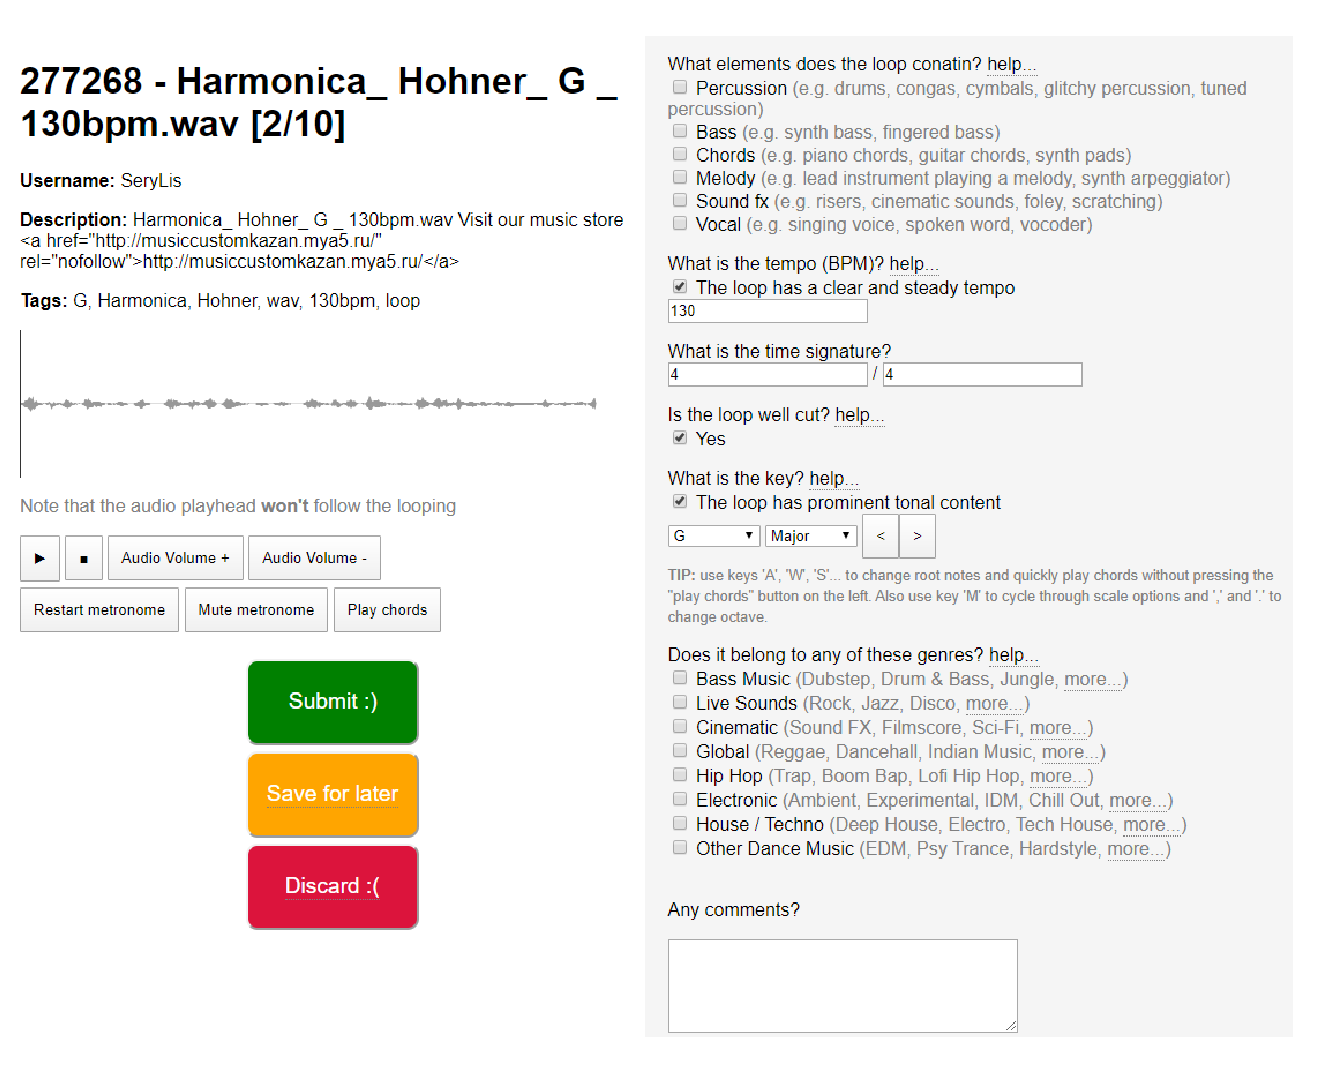 277268 - Harmonica_ Hohner_ G _
130bpm.wav [2/10]
Username: SeryLis
Description: Harmonica_ Hohner_ G _ 130bpm.wav Visit our music store
<a href="http://musiccustomkazan.mya5.ru/"
rel="nofollow">http://musiccustomkazan.mya5.ru/</a>
Tags: G, Harmonica, Hohner, wav, 130bpm, loop
Note that the audio playhead won't follow the looping
Audio Volume +
Audio Volume -
Restart metronome
Mute metronome
Play chords
Submit :)
Save for later
Discard :(
What elements does the loop conatin? help...
Percussion (e.g. drums, congas, cymbals, glitchy percussion, tuned
percussion)
Bass (e.g. synth bass, fingered bass)
Chords (e.g. piano chords, guitar chords, synth pads)
Melody (e.g. lead instrument playing a melody, synth arpeggiator)
Sound fx (e.g. risers, cinematic sounds, foley, scratching)
Vocal (e.g. singing voice, spoken word, vocoder)
What is the tempo (BPM)? help...
The loop has a clear and steady tempo
130
What is the time signature?
4 / 4
Is the loop well cut? help...
Yes
What is the key? help...
The loop has prominent tonal content
G Major < >
TIP: use keys 'A', 'W', 'S'... to change root notes and quickly play chords without pressing the
"play chords" button on the left. Also use key 'M' to cycle through scale options and ',' and '.' to
change octave.
Does it belong to any of these genres? help...
Bass Music (Dubstep, Drum & Bass, Jungle, more...)
Live Sounds (Rock, Jazz, Disco, more...)
Cinematic (Sound FX, Filmscore, Sci-Fi, more...)
Global (Reggae, Dancehall, Indian Music, more...)
Hip Hop (Trap, Boom Bap, Lofi Hip Hop, more...)
Electronic (Ambient, Experimental, IDM, Chill Out, more...)
House / Techno (Deep House, Electro, Tech House, more...)
Other Dance Music (EDM, Psy Trance, Hardstyle, more...)
Any comments?